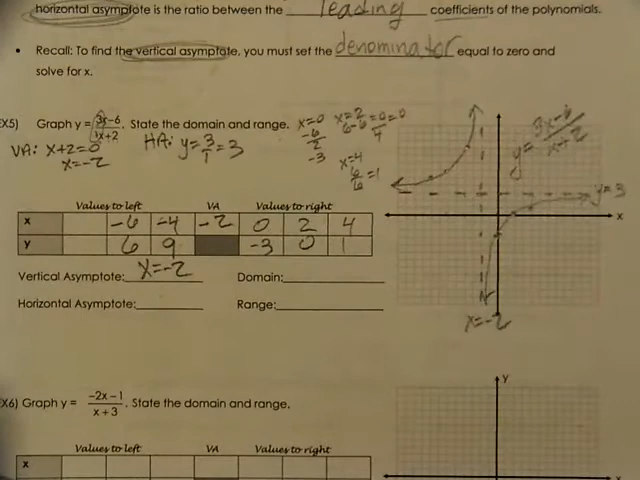 horizontal asymptote is the ratio between the leading coefficients of the polynomials.
• Recall: To find the vertical asymptote, you must set the denominator equal to zero and
solve for x.
X5) Graph y = 3x-6/1x+2. State the domain and range.
VA: x+2=0
x=-2
HA: y=3/1=3
x=0
-6/2
-3
x=2
6-6/4=0/4=0
x=4
6/6=1
y=3x-6/x+2
y=3
x
x=-2
Values to left VA Values to right
x -6 -4 -2 0 2 4
y 6 9 -3 0 1
Vertical Asymptote: x=-2 Domain:
Horizontal Asymptote: Range:
X6) Graph y = -2x-1/x+3. State the domain and range.
y
Values to left VA Values to right
x